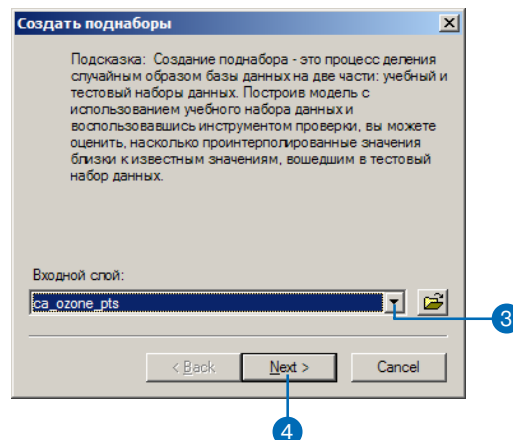 Создать поднаборы
Подсказка: Создание поднабора - это процесс деления
случайным образом базы данных на две части: учебный и
тестовый наборы данных. Построив модель с
использованием учебного набора данных и
воспользовавшись инструментом проверки, вы можете
оценить, насколько проинтерполированные значения
близки к известным значениям, вошедшим в тестовый
набор данных.
Входной слой:
ca_ozone_pts
3
< Back
Next >
Cancel
4